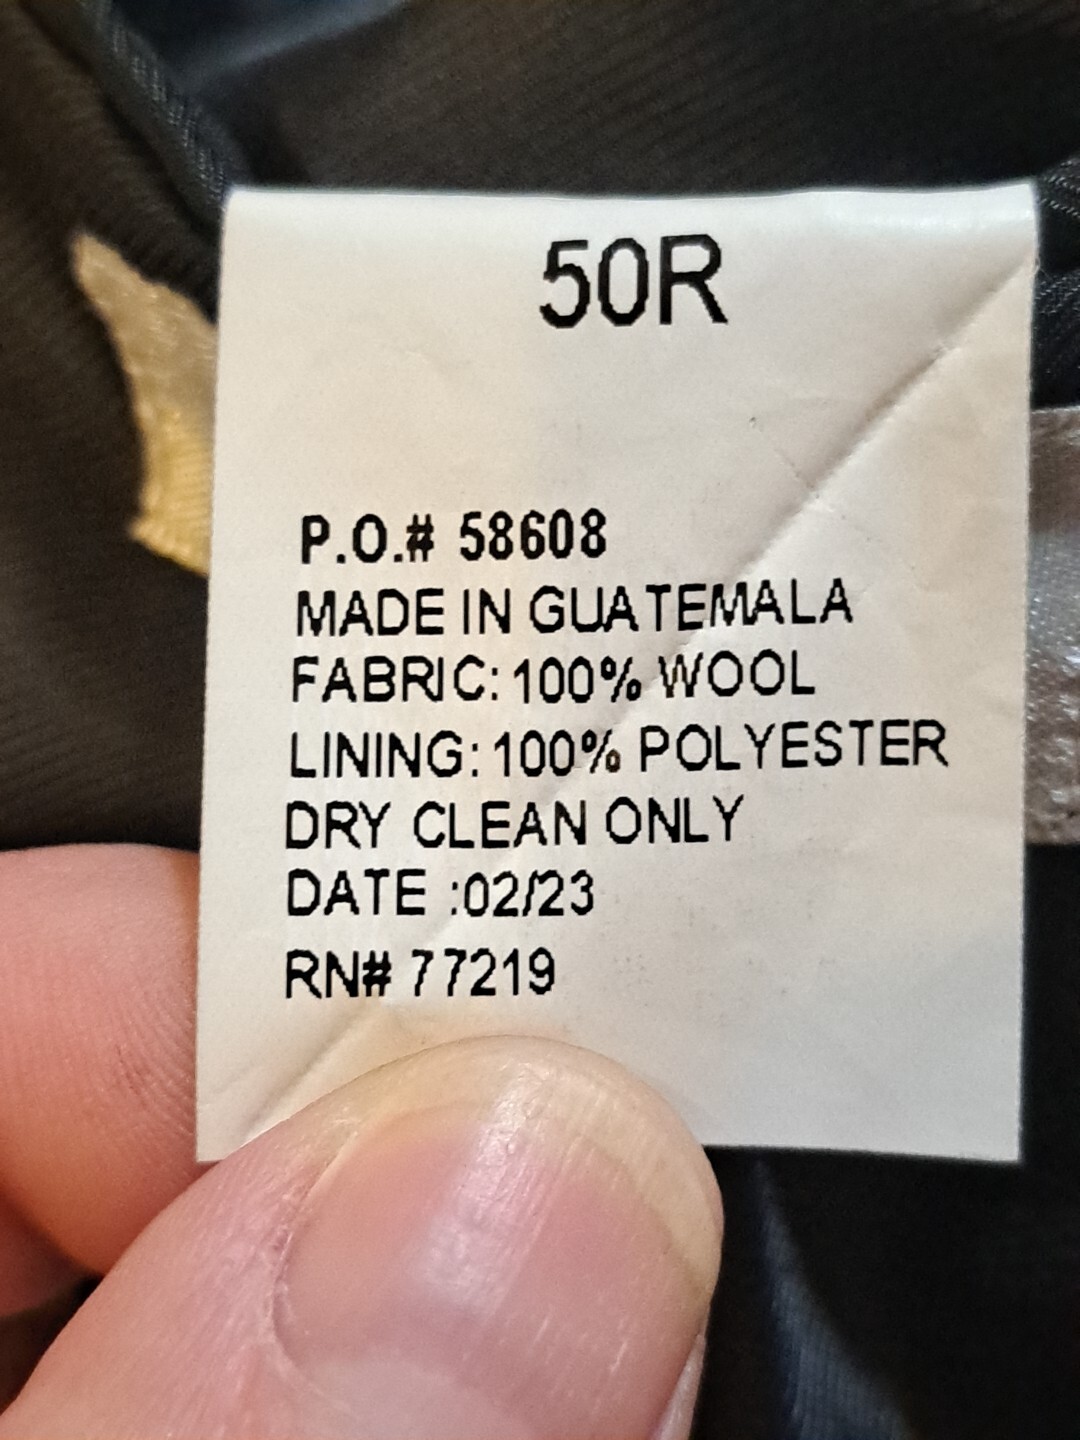 50R
P.O.# 58608
MADE IN GUATEMALA
FABRIC: 100% WOOL
LINING: 100% POLYESTER
DRY CLEAN ONLY
DATE :02/23
RN# 77219